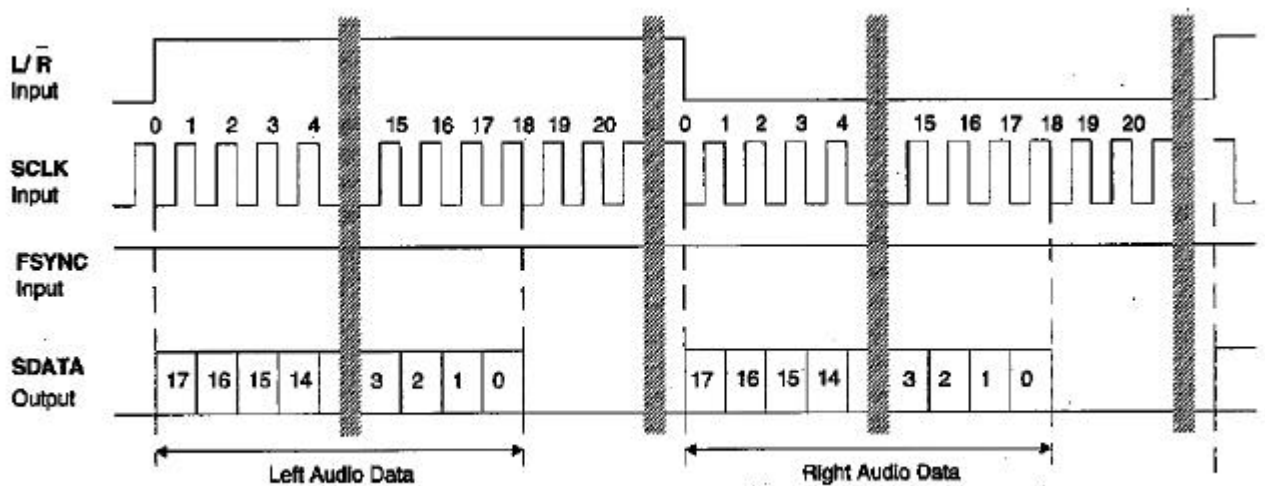 L/R̅
Input
0 1 2 3 4 15 16 17 18 19 20 0 1 2 3 4 15 16 17 18 19 20
SCLK
Input
FSYNC
Input
SDATA
Output
17 16 15 14 3 2 1 0 17 16 15 14 3 2 1 0
Left Audio Data Right Audio Data